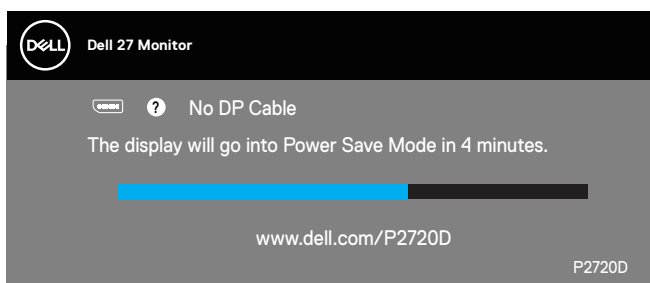 DELL
Dell 27 Monitor
? No DP Cable
The display will go into Power Save Mode in 4 minutes.
www.dell.com/P2720D
P2720D